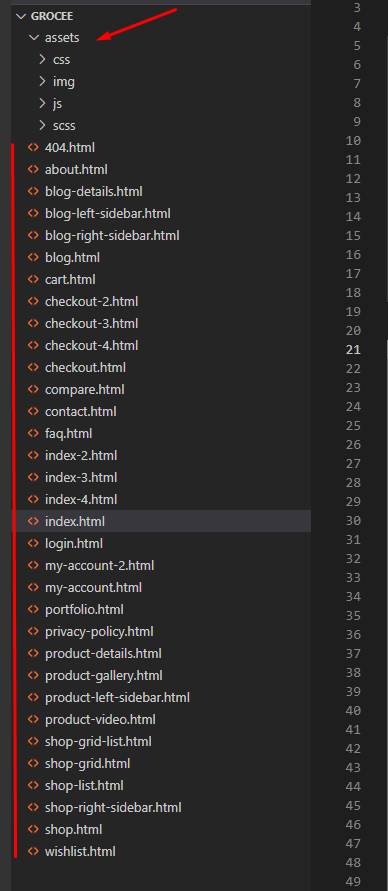 GROCEE
assets
css
img
js
scss
404.html
about.html
blog-details.html
blog-left-sidebar.html
blog-right-sidebar.html
blog.html
cart.html
checkout-2.html
checkout-3.html
checkout-4.html
checkout.html
compare.html
contact.html
faq.html
index-2.html
index-3.html
index-4.html
index.html
login.html
my-account-2.html
my-account.html
portfolio.html
privacy-policy.html
product-details.html
product-gallery.html
product-left-sidebar.html
product-video.html
shop-grid-list.html
shop-grid.html
shop-list.html
shop-right-sidebar.html
shop.html
wishlist.html
3
4
5
6
7
8
9
10
11
12
13
14
15
16
17
18
19
20
21
22
23
24
25
26
27
28
29
30
31
32
33
34
35
36
37
38
39
40
41
42
43
44
45
46
47
48
49